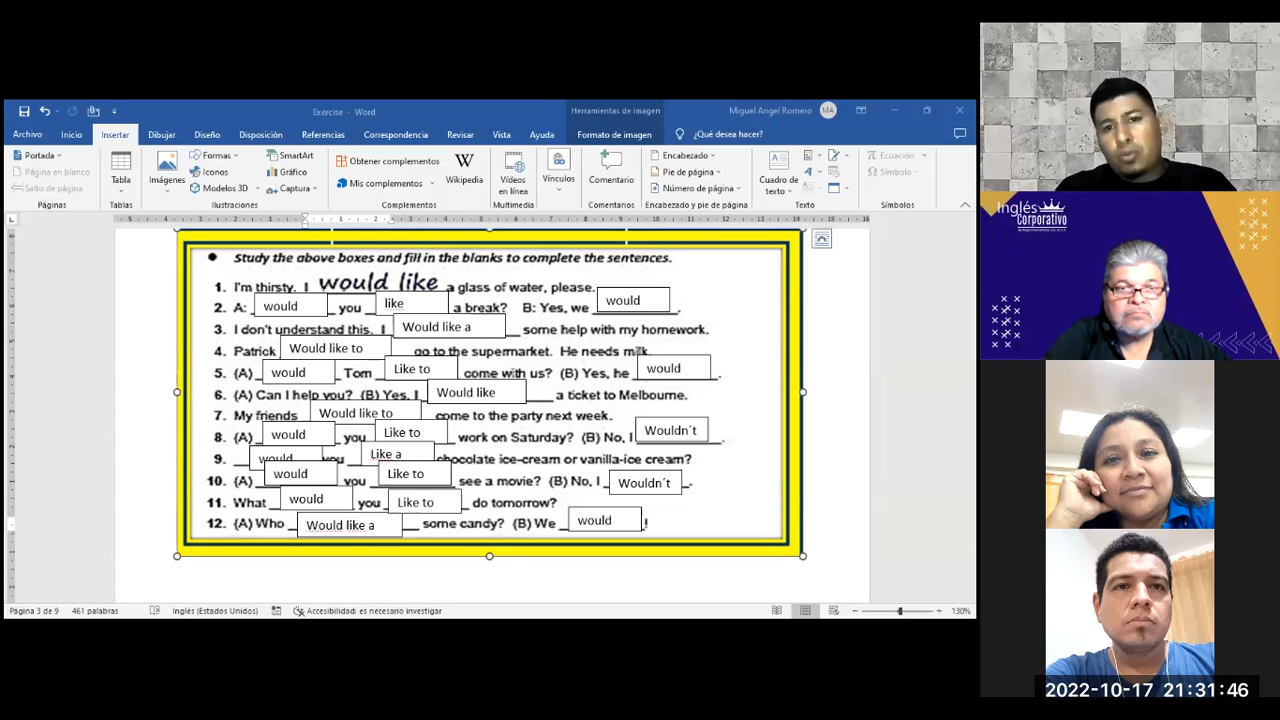 Exercise - Word
Herramientas de imagen
Miguel Angel Romero
MA
Archivo Inicio Insertar Dibujar Diseño Disposición Referencias Correspondencia Revisar Vista Ayuda Formato de imagen ¿Qué desea hacer?
Portada
Página en blanco
Salto de página
Páginas
Tabla
Tablas
Imágenes
Formas
Iconos
Modelos 3D
SmartArt
Gráfico
Captura
Ilustraciones
Obtener complementos
Mis complementos
Wikipedia
Complementos
Vídeos en línea
Multimedia
Vínculos
Comentario
Comentarios
Encabezado
Pie de página
Número de página
Encabezado y pie de página
Cuadro de texto
Texto
Ecuación
Símbolo
Símbolos
Study the above boxes and fill in the blanks to complete the sentences.
1. I'm thirsty. I would like a glass of water, please.
2. A: would you like a break? B: Yes, we would.
3. I don't understand this. I Would like a some help with my homework.
4. Patrick Would like to go to the supermarket. He needs milk.
5. (A) would Tom Like to come with us? (B) Yes, he would.
6. (A) Can I help you? (B) Yes, I Would like a ticket to Melbourne.
7. My friends Would like to come to the party next week.
8. (A) would you Like to work on Saturday? (B) No, I Wouldn´t.
9. would you Like a chocolate ice-cream or vanilla-ice cream?
10. (A) would you Like to see a movie? (B) No, I Wouldn´t.
11. What would you Like to do tomorrow?
12. (A) Who Would like a some candy? (B) We would!
Página 3 de 9 461 palabras Inglés (Estados Unidos) Accesibilidad: es necesario investigar 130%
Inglés
Corporativo
2022-10-17 21:31:46